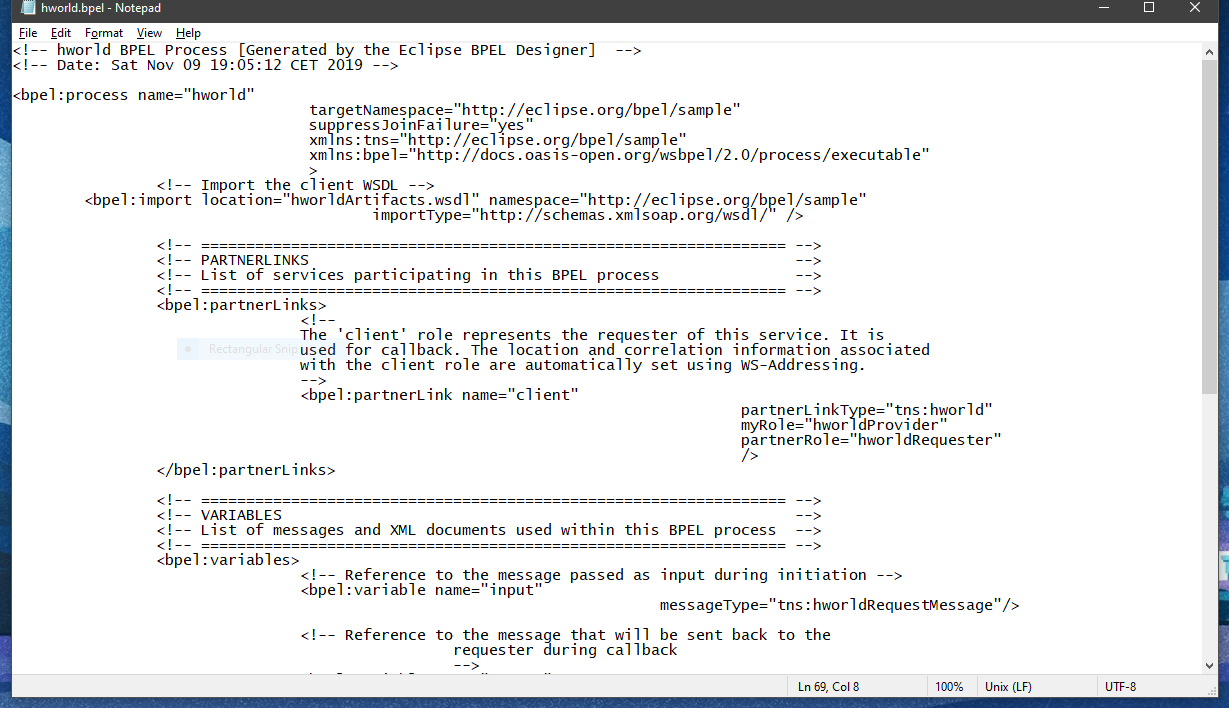 hworld.bpel - Notepad
File Edit Format View Help
<!-- hworld BPEL Process [Generated by the Eclipse BPEL Designer]  -->
<!-- Date: Sat Nov 09 19:05:12 CET 2019 -->
<bpel:process name="hworld"
targetNamespace="http://eclipse.org/bpel/sample"
suppressJoinFailure="yes"
xmlns:tns="http://eclipse.org/bpel/sample"
xmlns:bpel="http://docs.oasis-open.org/wsbpel/2.0/process/executable"
>
<!-- Import the client WSDL -->
<bpel:import location="hworldArtifacts.wsdl" namespace="http://eclipse.org/bpel/sample"
importType="http://schemas.xmlsoap.org/wsdl/" />
<!-- ================================================================= -->
<!-- PARTNERLINKS                                                      -->
<!-- List of services participating in this BPEL process               -->
<!-- ================================================================= -->
<bpel:partnerLinks>
<!--
The 'client' role represents the requester of this service. It is
Rectangular Snip
used for callback. The location and correlation information associated
with the client role are automatically set using WS-Addressing.
-->
<bpel:partnerLink name="client"
partnerLinkType="tns:hworld"
myRole="hworldProvider"
partnerRole="hworldRequester"
/>
</bpel:partnerLinks>
<!-- ================================================================= -->
<!-- VARIABLES                                                         -->
<!-- List of messages and XML documents used within this BPEL process  -->
<!-- ================================================================= -->
<bpel:variables>
<!-- Reference to the message passed as input during initiation -->
<bpel:variable name="input"
messageType="tns:hworldRequestMessage"/>
<!-- Reference to the message that will be sent back to the
requester during callback
-->
Ln 69, Col 8 100% Unix (LF) UTF-8